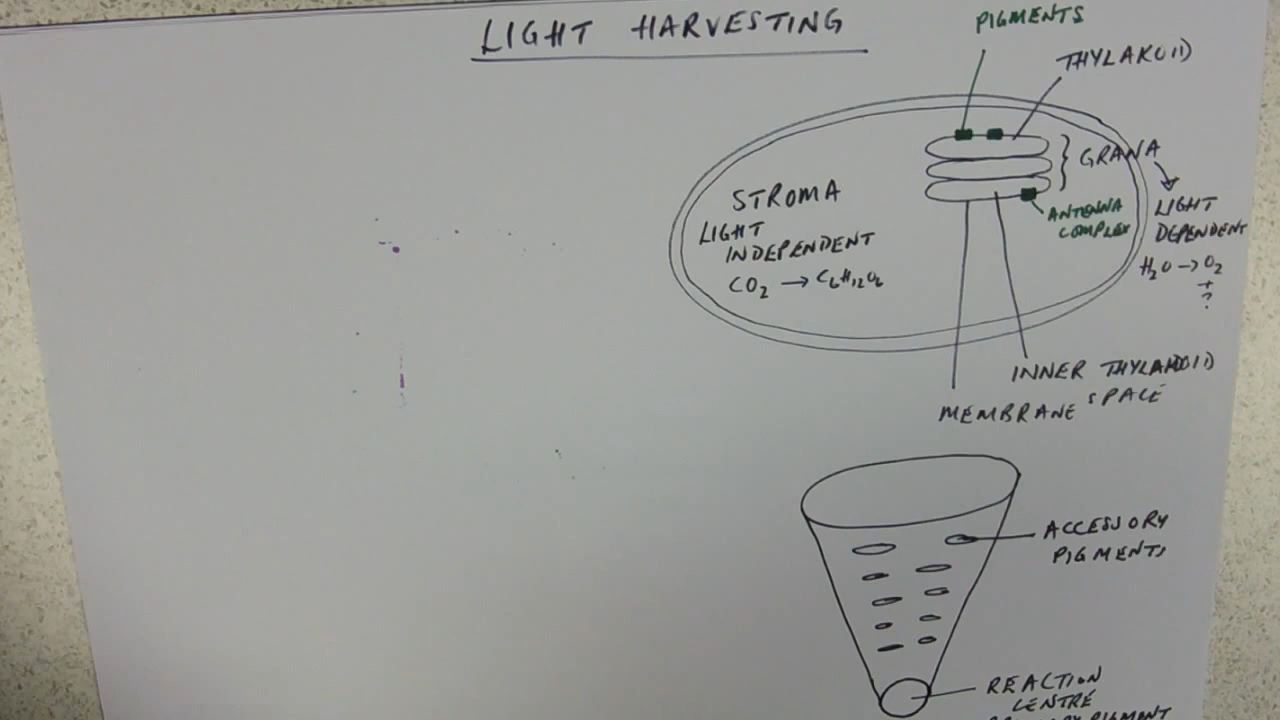 LIGHT HARVESTING
PIGMENTS
THYLAKOID
GRANA
STROMA
LIGHT
INDEPENDENT
CO2 → C6H12O6
ANTENNA
COMPLEX
LIGHT
DEPENDENT
H2O → O2
+
?
INNER THYLAKOID
SPACE
MEMBRANE
ACCESSORY
PIGMENTS
REACTION
CENTRE
PIGMENT